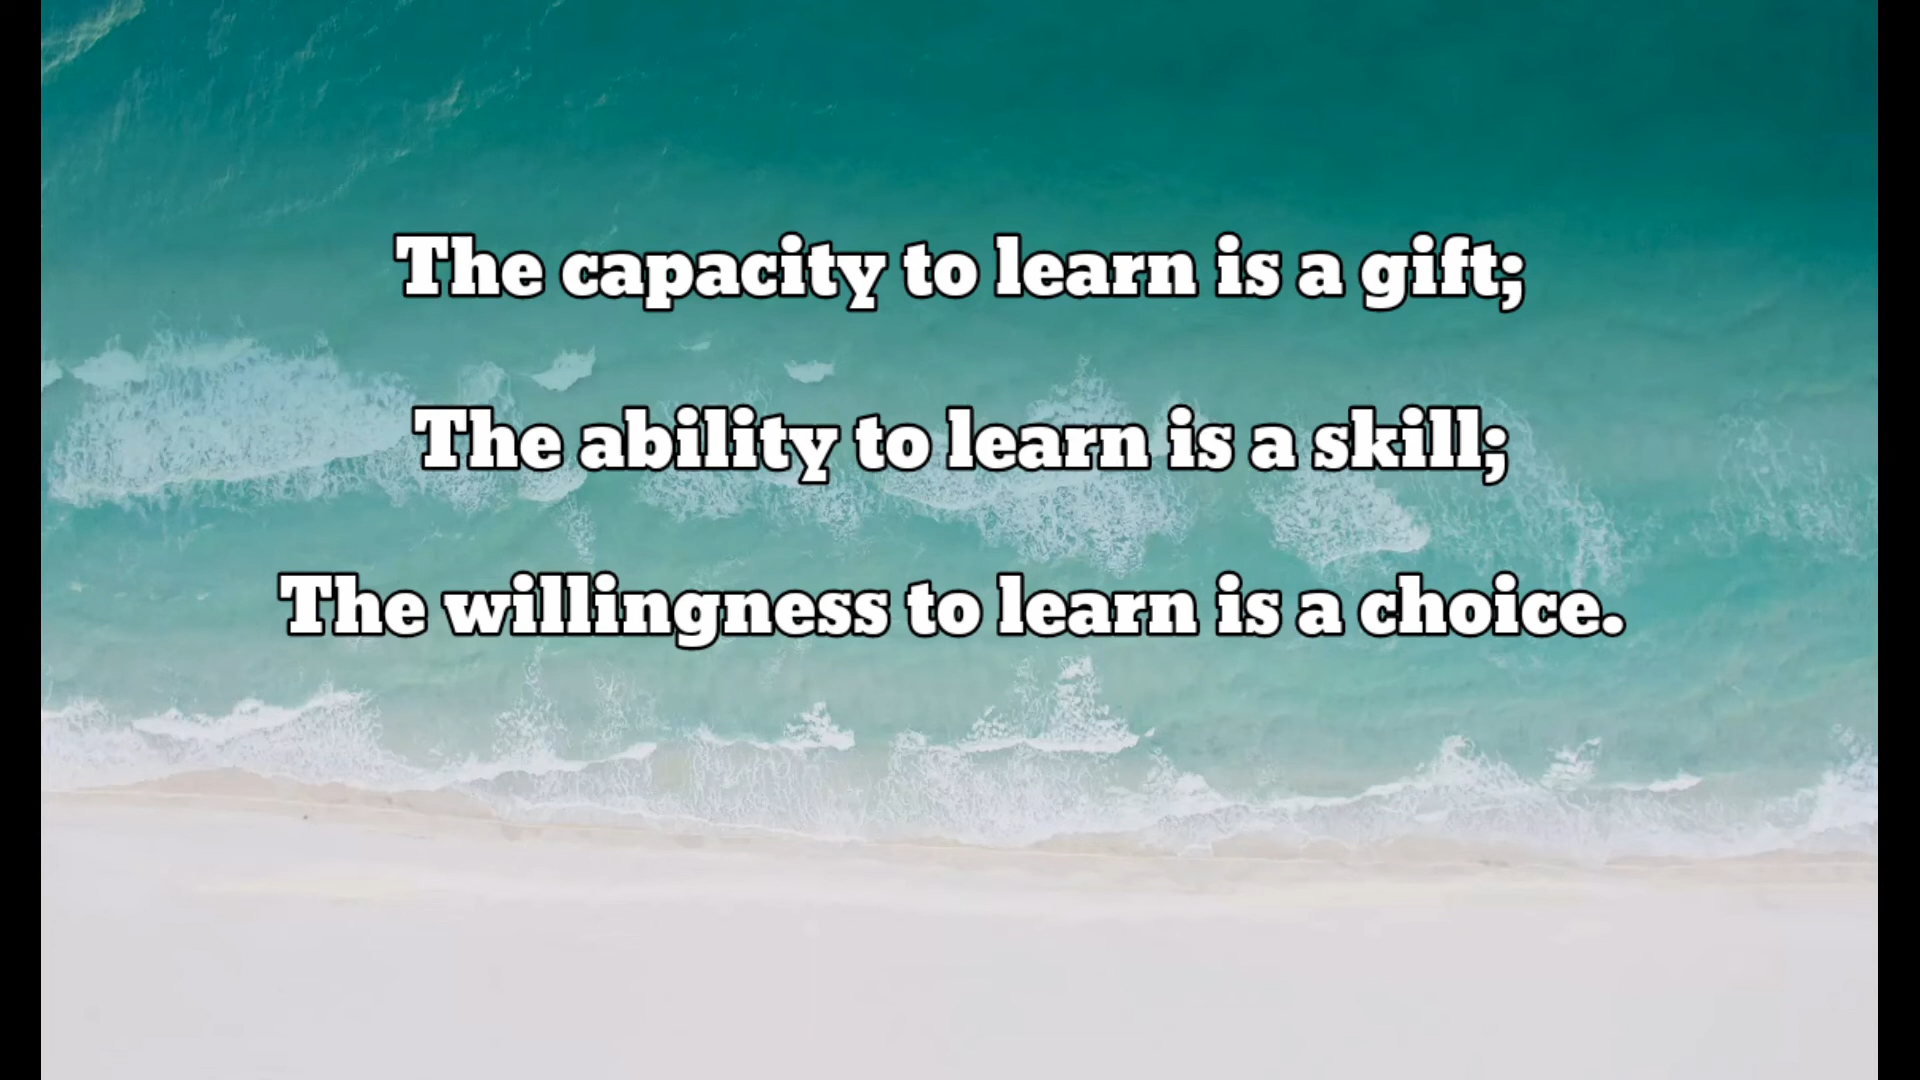 The capacity to learn is a gift;
The ability to learn is a skill;
The willingness to learn is a choice.